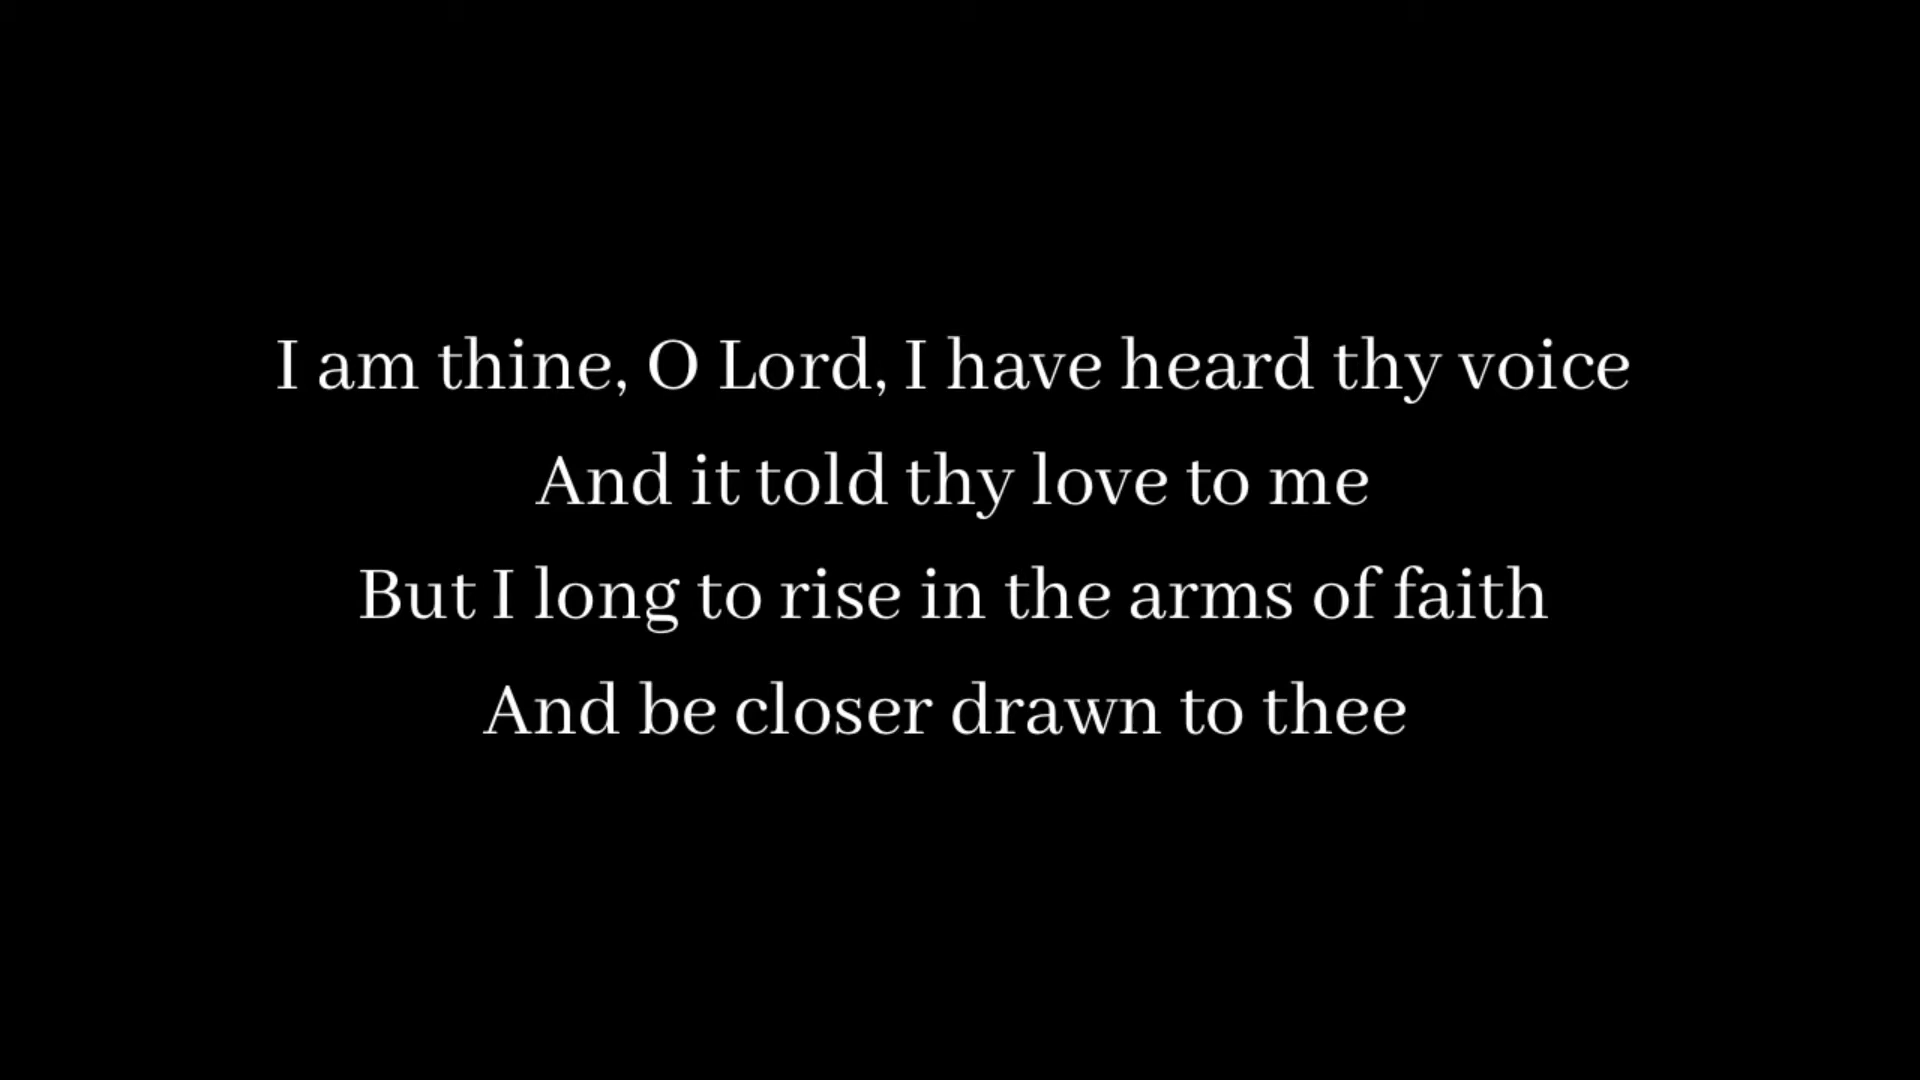 I am thine, O Lord, I have heard thy voice
And it told thy love to me
But I long to rise in the arms of faith
And be closer drawn to thee